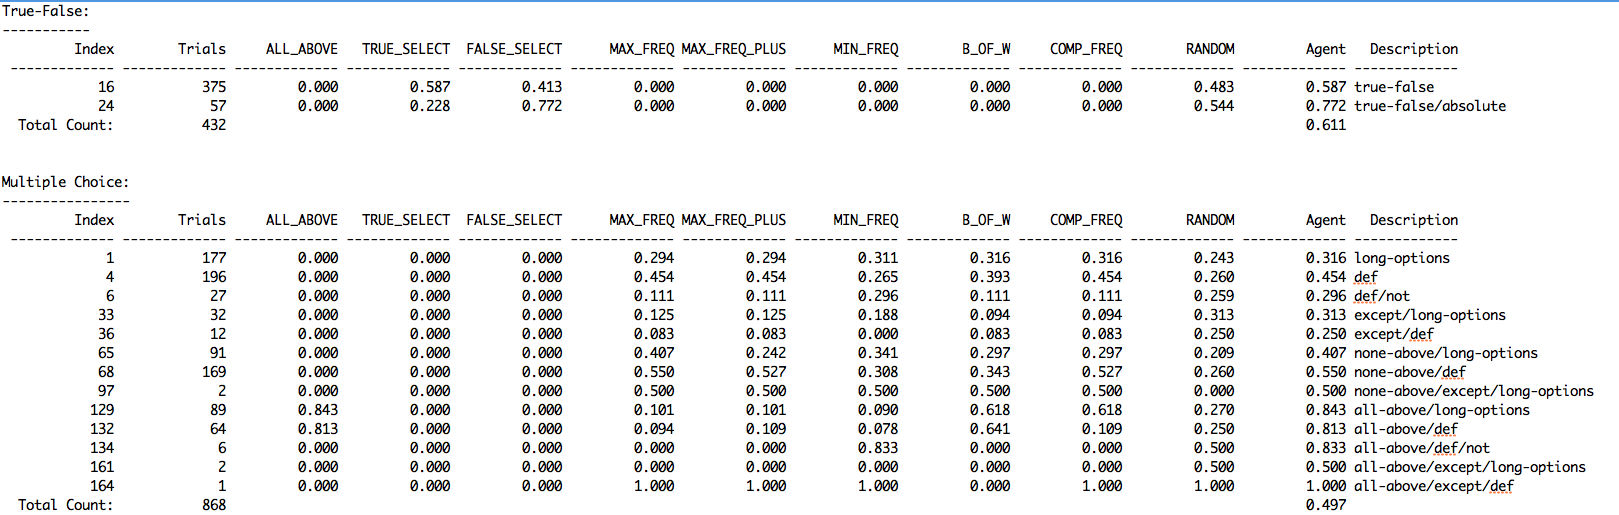 True-False:
-----------
Index Trials ALL_ABOVE TRUE_SELECT FALSE_SELECT MAX_FREQ MAX_FREQ_PLUS MIN_FREQ B_OF_W COMP_FREQ RANDOM Agent Description
------------- ------------- ------------- ------------- ------------- ------------- ------------- ------------- ------------- ------------- ------------- ------------- -------------
16 375 0.000 0.587 0.413 0.000 0.000 0.000 0.000 0.000 0.483 0.587 true-false
24 57 0.000 0.228 0.772 0.000 0.000 0.000 0.000 0.000 0.544 0.772 true-false/absolute
Total Count: 432 0.611
Multiple Choice:
----------------
Index Trials ALL_ABOVE TRUE_SELECT FALSE_SELECT MAX_FREQ MAX_FREQ_PLUS MIN_FREQ B_OF_W COMP_FREQ RANDOM Agent Description
------------- ------------- ------------- ------------- ------------- ------------- ------------- ------------- ------------- ------------- ------------- ------------- -------------
1 177 0.000 0.000 0.000 0.294 0.294 0.311 0.316 0.316 0.243 0.316 long-options
4 196 0.000 0.000 0.000 0.454 0.454 0.265 0.393 0.454 0.260 0.454 def
6 27 0.000 0.000 0.000 0.111 0.111 0.296 0.111 0.111 0.259 0.296 def/not
33 32 0.000 0.000 0.000 0.125 0.125 0.188 0.094 0.094 0.313 0.313 except/long-options
36 12 0.000 0.000 0.000 0.083 0.083 0.000 0.083 0.083 0.250 0.250 except/def
65 91 0.000 0.000 0.000 0.407 0.242 0.341 0.297 0.297 0.209 0.407 none-above/long-options
68 169 0.000 0.000 0.000 0.550 0.527 0.308 0.343 0.527 0.260 0.550 none-above/def
97 2 0.000 0.000 0.000 0.500 0.500 0.500 0.500 0.500 0.000 0.500 none-above/except/long-options
129 89 0.843 0.000 0.000 0.101 0.101 0.090 0.618 0.618 0.270 0.843 all-above/long-options
132 64 0.813 0.000 0.000 0.094 0.109 0.078 0.641 0.109 0.250 0.813 all-above/def
134 6 0.000 0.000 0.000 0.000 0.000 0.833 0.000 0.000 0.500 0.833 all-above/def/not
161 2 0.000 0.000 0.000 0.000 0.000 0.000 0.000 0.000 0.500 0.500 all-above/except/long-options
164 1 0.000 0.000 0.000 1.000 1.000 1.000 0.000 1.000 1.000 1.000 all-above/except/def
Total Count: 868 0.497